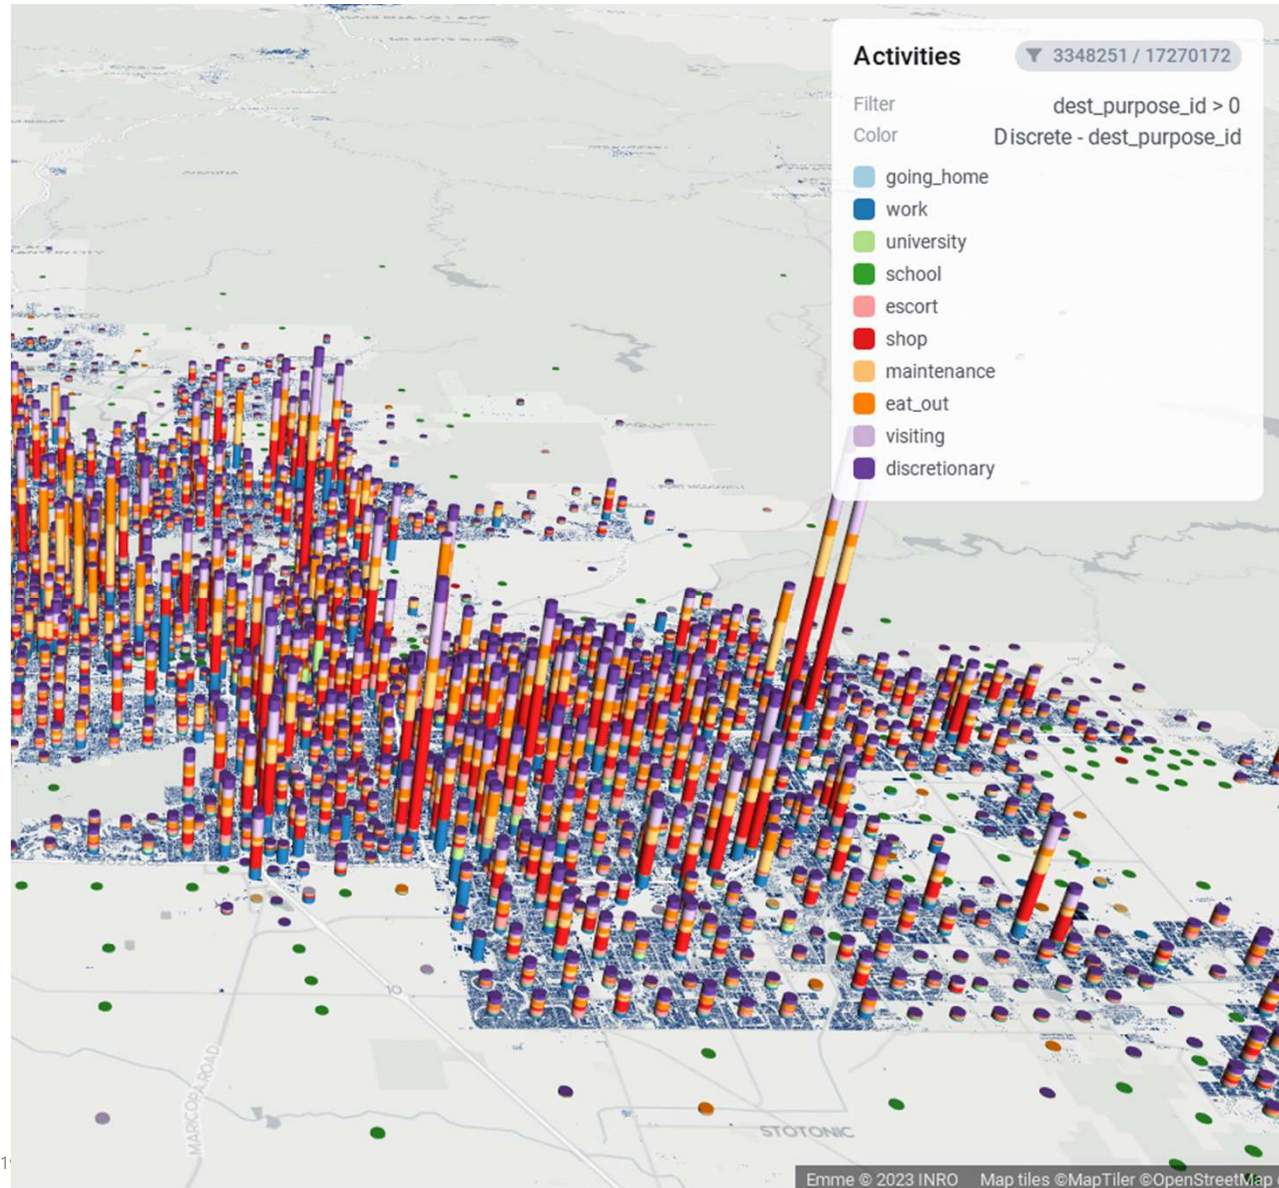 Activities
3348251 / 17270172
Filter
dest_purpose_id > 0
Color
Discrete - dest_purpose_id
going_home
work
university
school
escort
shop
maintenance
eat_out
visiting
discretionary
10
MARICOPA ROAD
STOTONIC
Emme © 2023 INRO Map tiles ©MapTiler ©OpenStreetMap